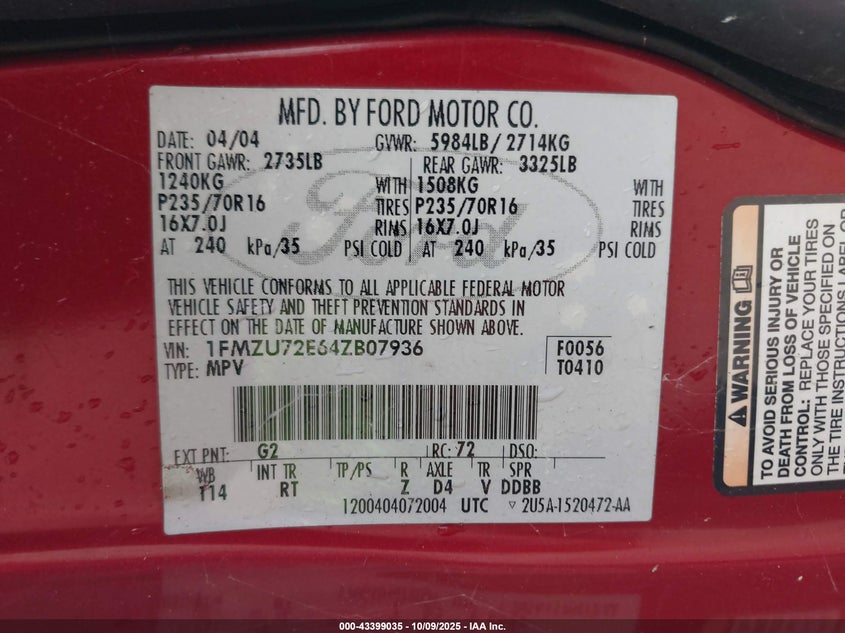 MFD. BY FORD MOTOR CO.
DATE: 04/04 GVWR: 5984LB/ 2714KG
FRONT GAWR: 2735LB REAR GAWR: 3325LB
1240KG WITH 1508KG WITH
P235/70R16 TIRES P235/70R16 TIRES
16X7.0J RIMS 16X7.0J RIMS
AT 240 kPa/35 PSI COLD AT 240 kPa/35 PSI COLD
Ford
THIS VEHICLE CONFORMS TO ALL APPLICABLE FEDERAL MOTOR
VEHICLE SAFETY AND THEFT PREVENTION STANDARDS IN
EFFECT ON THE DATE OF MANUFACTURE SHOWN ABOVE.
VIN: 1FMZU72E64ZB07936 F0056
TYPE: MPV T0410
EXT PNT: G2 RC: 72 DSO:
WB INT TR TP/PS R AXLE TR SPR
114 RT Z D4 V DDBB
1200404072004 UTC ▽ 2U5A-1520472-AA
WARNING
TO AVOID SERIOUS INJURY OR
DEATH FROM LOSS OF VEHICLE
CONTROL: REPLACE YOUR TIRES
ONLY WITH THOSE SPECIFIED ON
THE TIRE INSTRUCTIONS LABEL OR
000-43399035 - 10/09/2025 - IAA Inc.